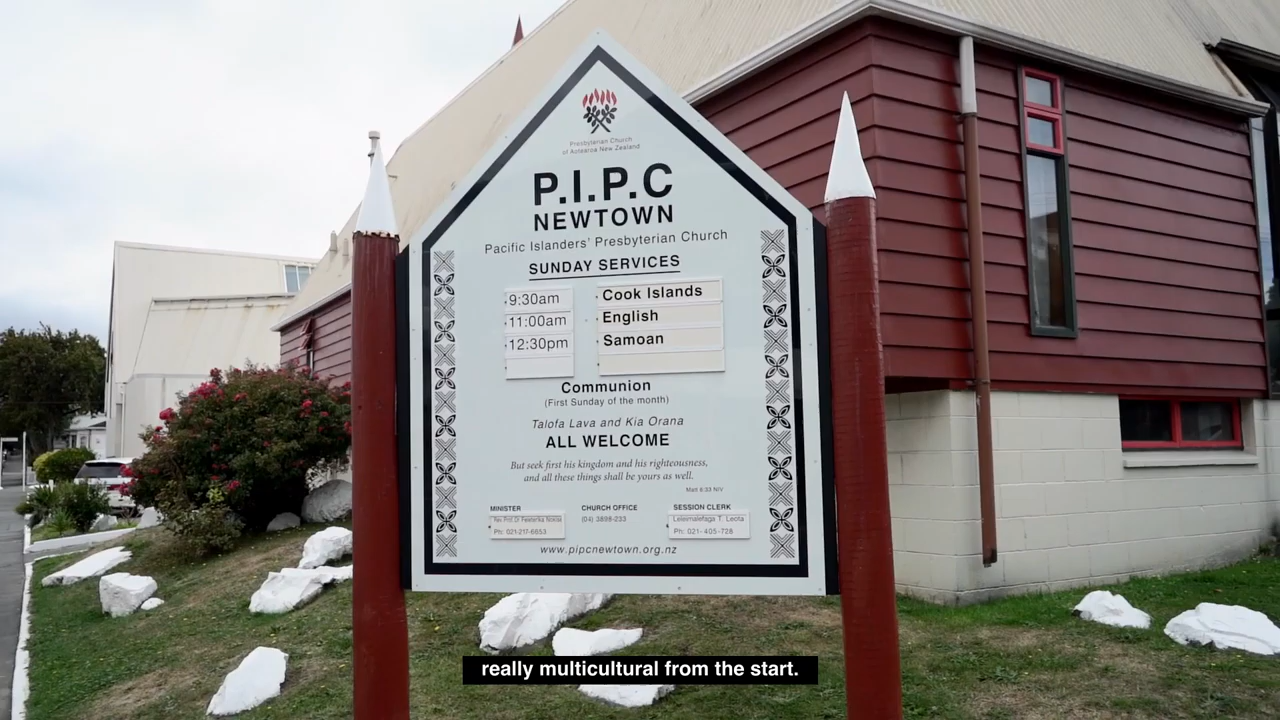 Presbyterian Church
of Aotearoa New Zealand
P.I.P.C
NEWTOWN
Pacific Islanders' Presbyterian Church
SUNDAY SERVICES
9:30am Cook Islands
11:00am English
12:30pm Samoan
Communion
(First Sunday of the month)
Talofa Lava and Kia Orana
ALL WELCOME
But seek first his kingdom and his righteousness,
and all these things shall be yours as well.
Matt 6:33 NIV
MINISTER CHURCH OFFICE SESSION CLERK
(04) 3898-233 Leleimalefaga T. Leota
Ph: 021-217-6653 Ph: 021-405-728
www.pipcnewtown.org.nz
really multicultural from the start.